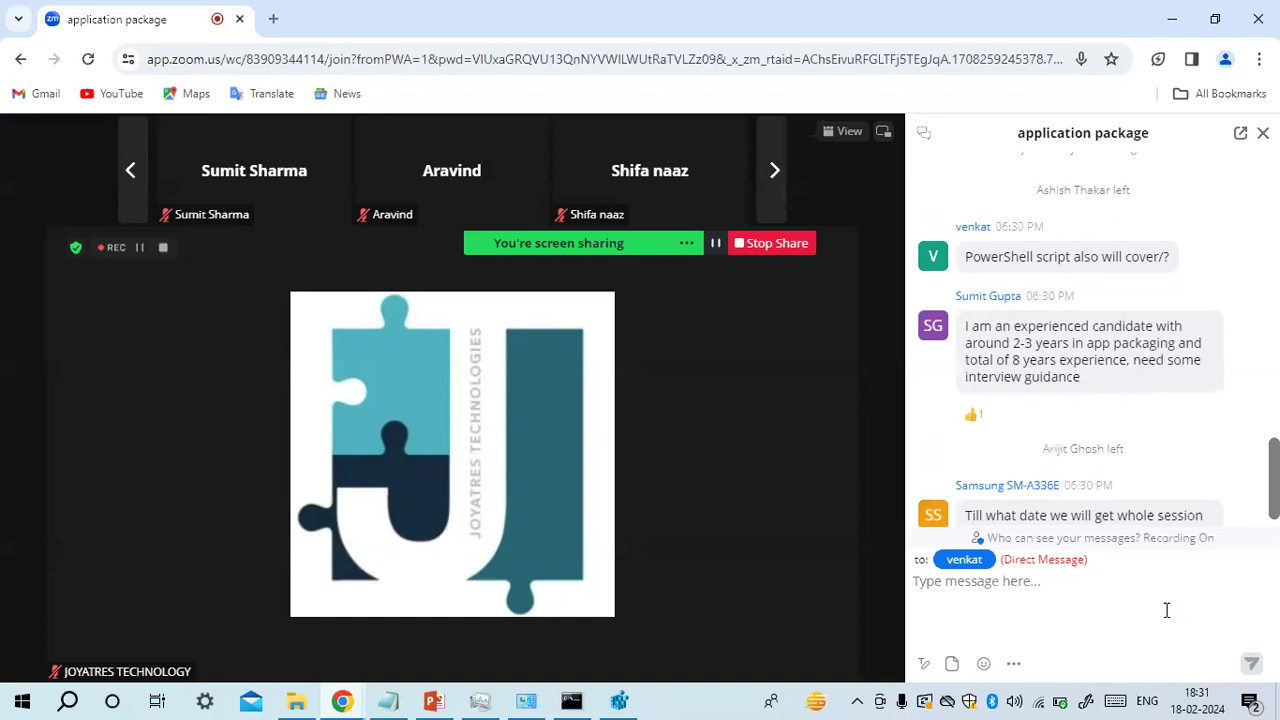 application package
app.zoom.us/wc/83909344114/join?fromPWA=1&pwd=VlUxaGRQVU13QnNYVWlLWUtRaTVLZz09&_x_zm_rtaid=AChsEivuRFGLTFj5TEgJqA.1708259245378.7...
Gmail YouTube Maps Translate News All Bookmarks
Sumit Sharma
Aravind
Shifa naaz
Sumit Sharma
Aravind
Shifa naaz
View
REC
You're screen sharing
Stop Share
JOYATRES TECHNOLOGIES
JOYATRES TECHNOLOGY
application package
Ashish Thakar left
venkat 06:30 PM
V
PowerShell script also will cover/?
Sumit Gupta 06:30 PM
SG
I am an experienced candidate with
around 2-3 years in app packaging and
total of 8 years experience, need some
interview guidance
👍1
Arijit Ghosh left
Samsung SM-A336E 06:30 PM
SS
Till what date we will get whole session
Who can see your messages? Recording On
to: venkat (Direct Message)
Type message here...
ENG
18:31
18-02-2024
2